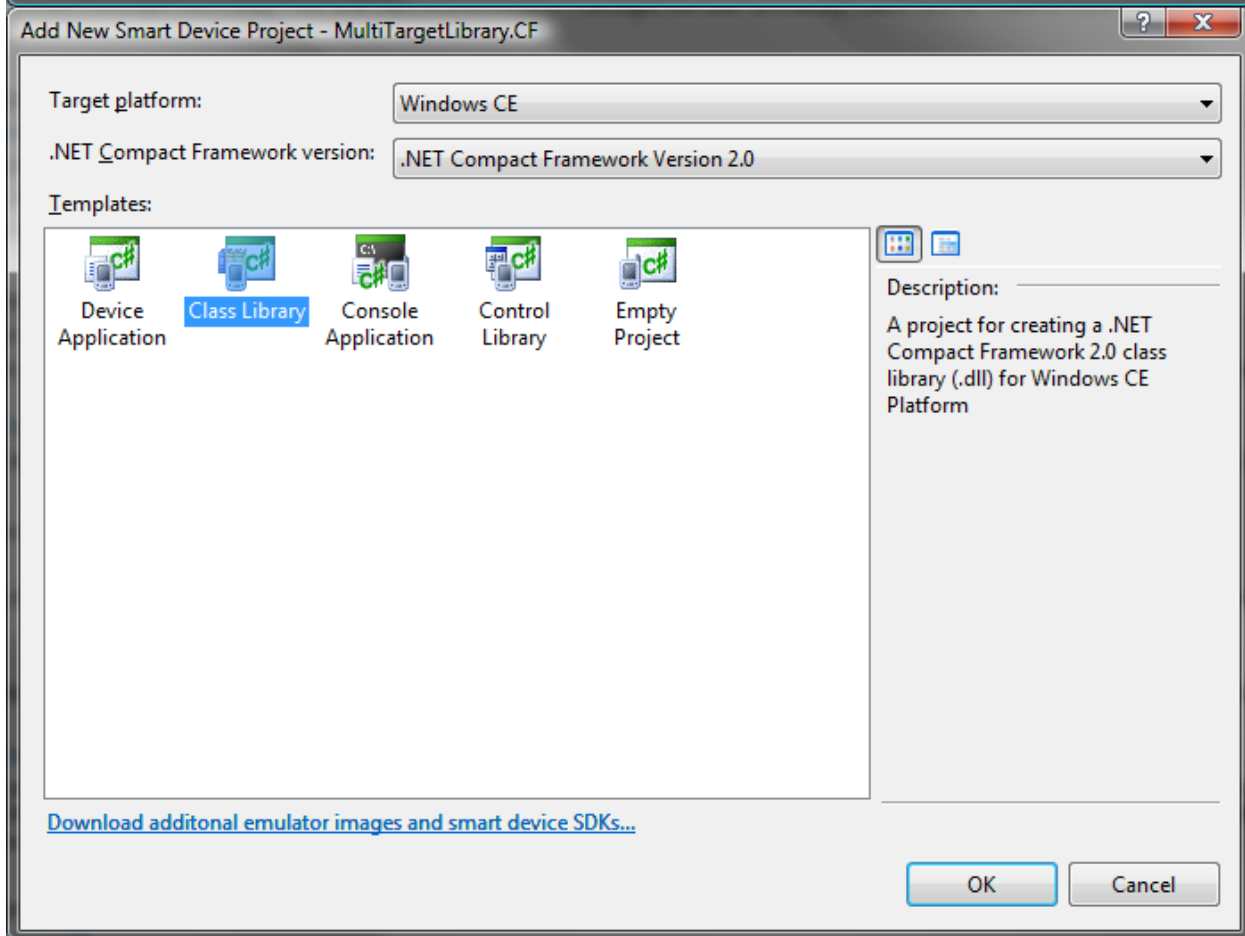 Add New Smart Device Project - MultiTargetLibrary.CF
Target platform:
Windows CE
.NET Compact Framework version:
.NET Compact Framework Version 2.0
Templates:
Device
Application
Class Library
Console
Application
Control
Library
Empty
Project
Description:
A project for creating a .NET
Compact Framework 2.0 class
library (.dll) for Windows CE
Platform
Download additonal emulator images and smart device SDKs...
OK
Cancel